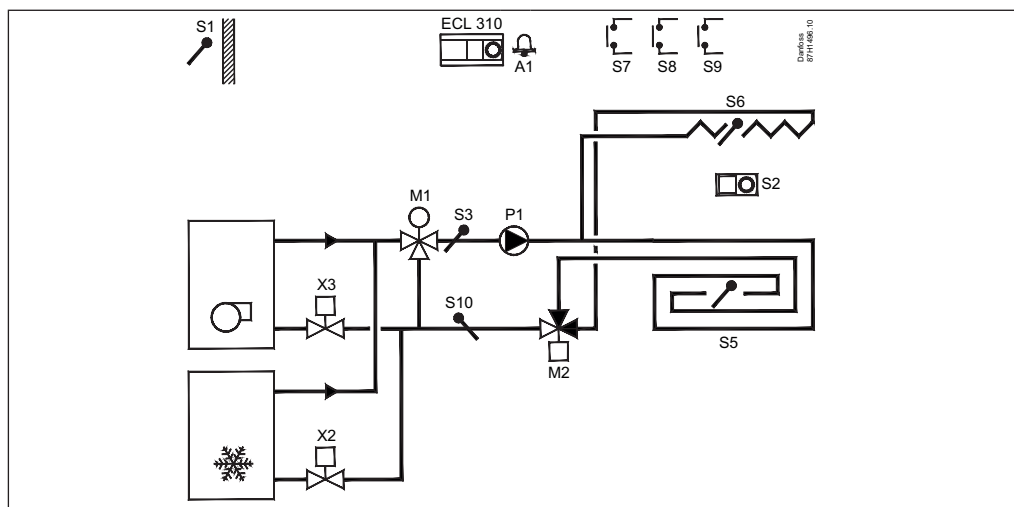 S1
ECL 310
A1
S7
S8
S9
Danfoss
87H1496.10
S6
S2
M1
S3
P1
X3
S10
M2
S5
X2